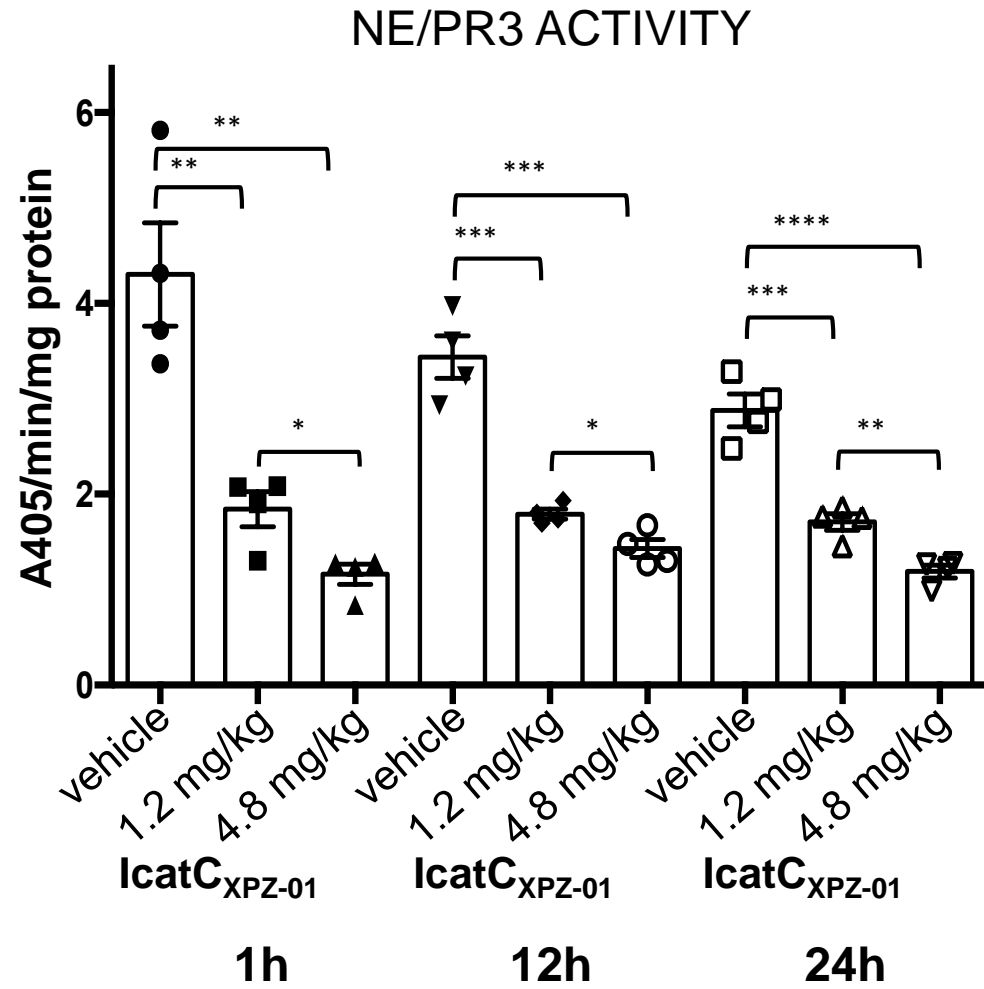 NE/PR3 ACTIVITY
A405/min/mg protein
6
4
2
0
** ** *
*** *** *
**** *** **
vehicle 1.2 mg/kg 4.8 mg/kg vehicle 1.2 mg/kg 4.8 mg/kg vehicle 1.2 mg/kg 4.8 mg/kg
IcatCXPZ-01 IcatCXPZ-01 IcatCXPZ-01
1h 12h 24h